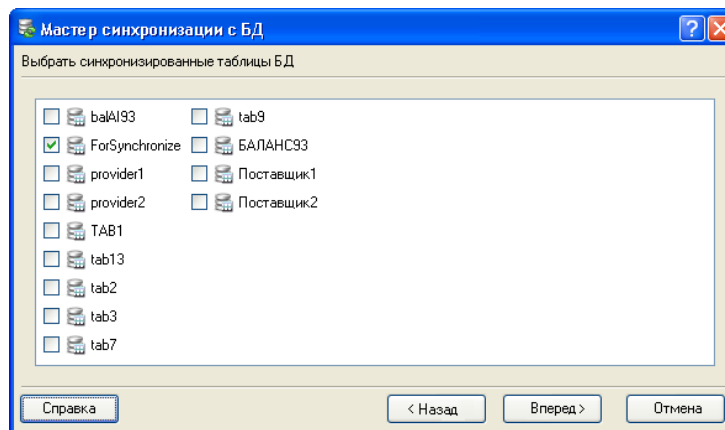 Мастер синхронизации с БД
Выбрать синхронизированные таблицы БД
balAl93
tab9
ForSynchronize
БАЛАНС93
provider1
Поставщик1
provider2
Поставщик2
TAB1
tab13
tab2
tab3
tab7
Справка
< Назад
Вперед >
Отмена